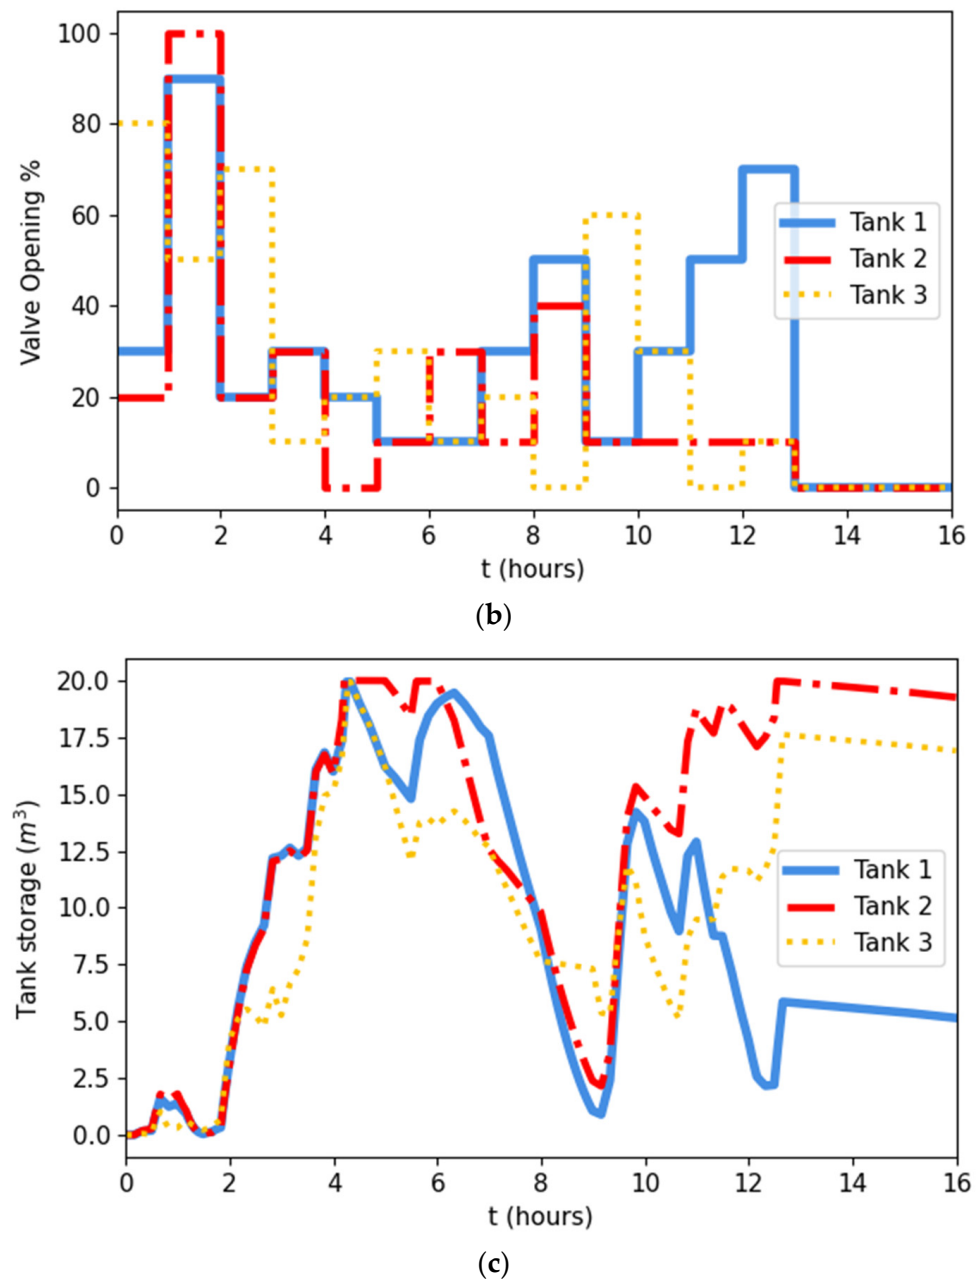 100
80
60
40
20
0
Valve Opening %
Tank 1
Tank 2
Tank 3
0 2 4 6 8 10 12 14 16
t (hours)
(b)
20.0
17.5
15.0
12.5
10.0
7.5
5.0
2.5
0.0
Tank storage (m³)
Tank 1
Tank 2
Tank 3
0 2 4 6 8 10 12 14 16
t (hours)
(c)